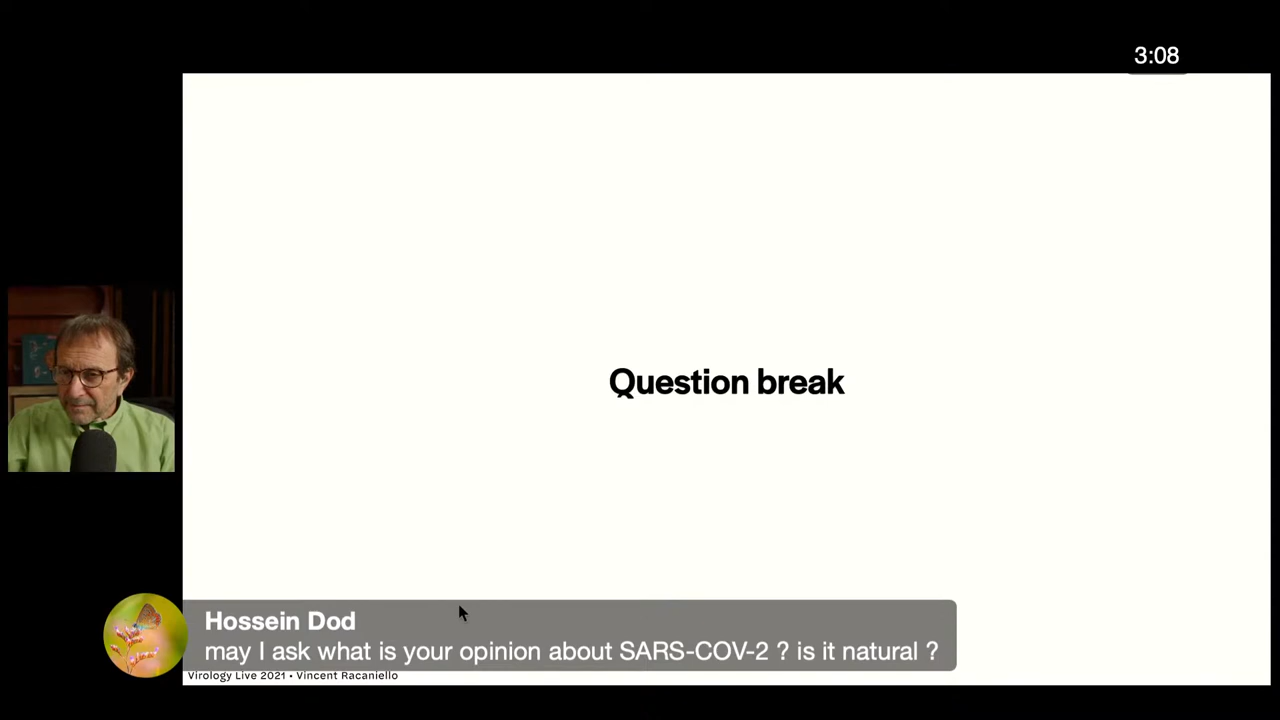 3:08
Question break
Hossein Dod
may I ask what is your opinion about SARS-COV-2 ? is it natural ?
Virology Live 2021 • Vincent Racaniello